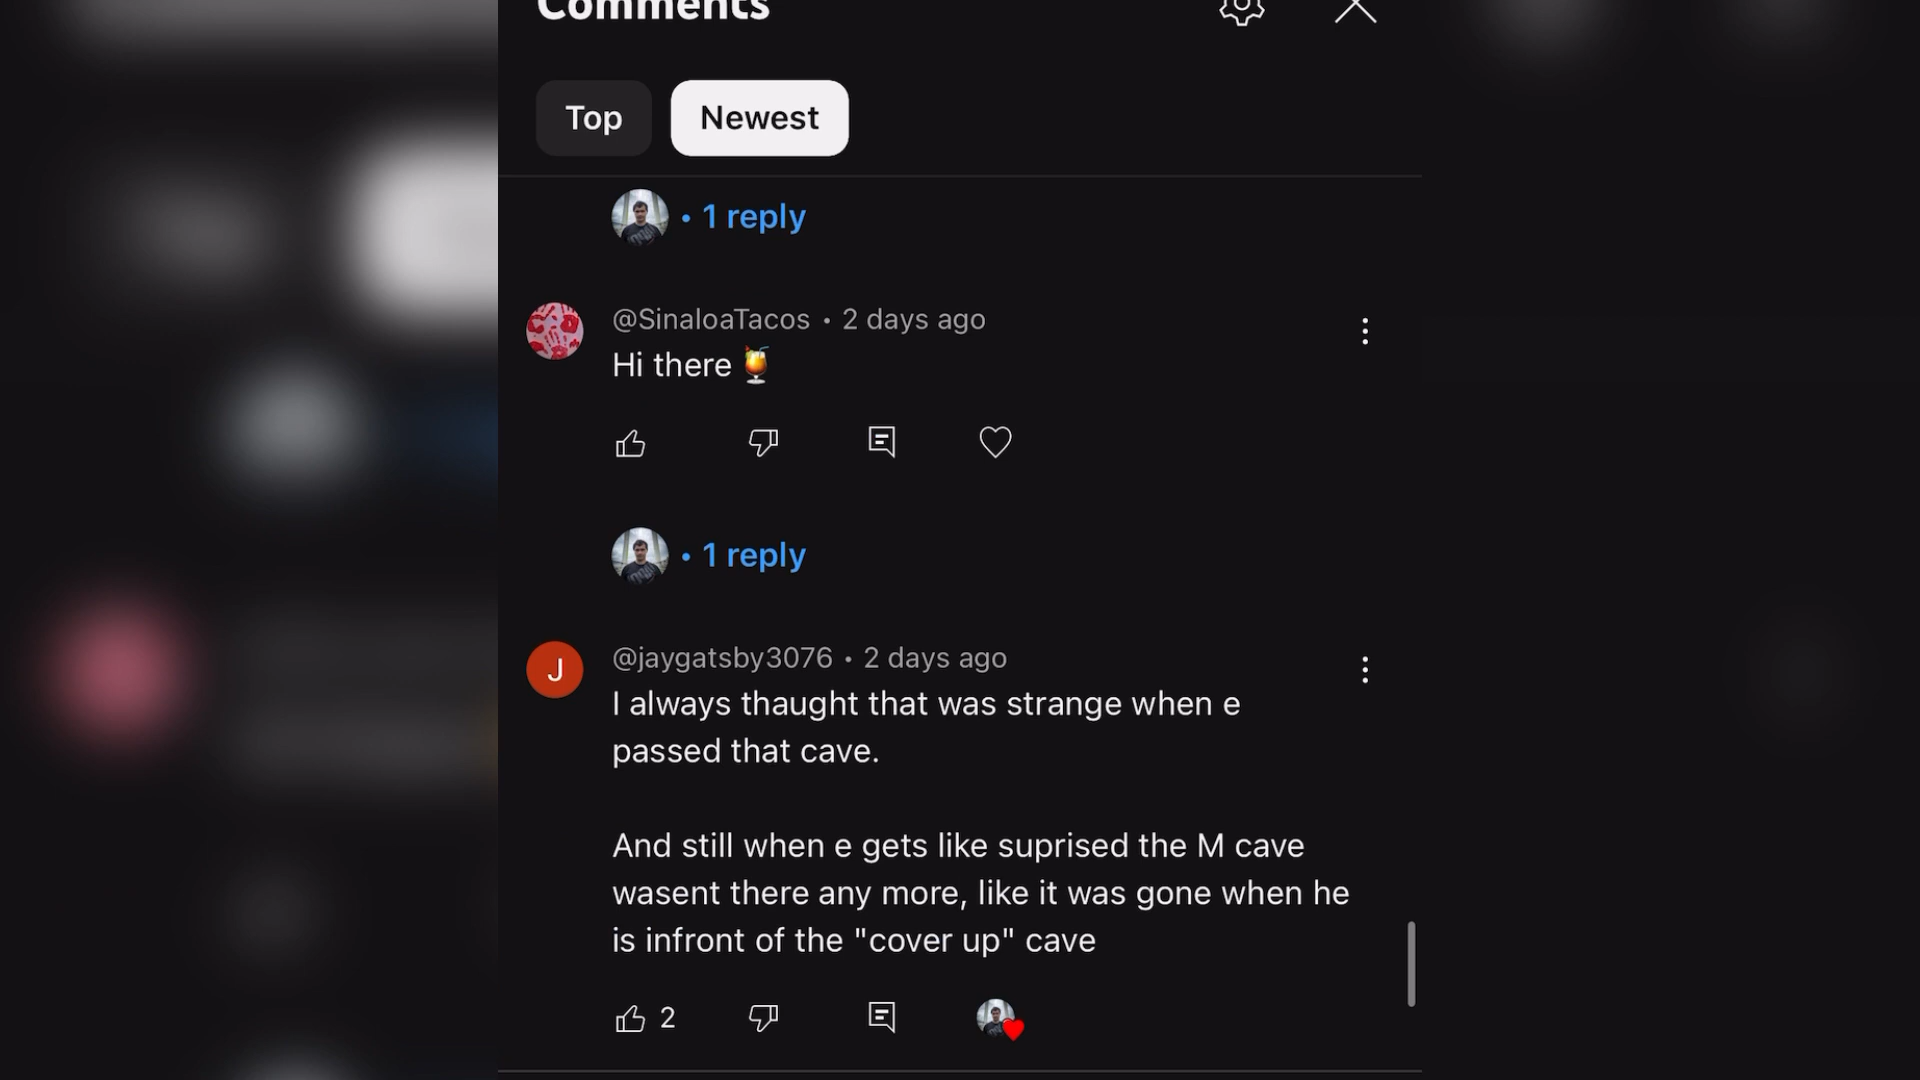 Comments
Top
Newest
• 1 reply
@SinaloaTacos • 2 days ago
Hi there 🍹
• 1 reply
J
@jaygatsby3076 • 2 days ago
I always thaught that was strange when e
passed that cave.
And still when e gets like suprised the M cave
wasent there any more, like it was gone when he
is infront of the "cover up" cave
2